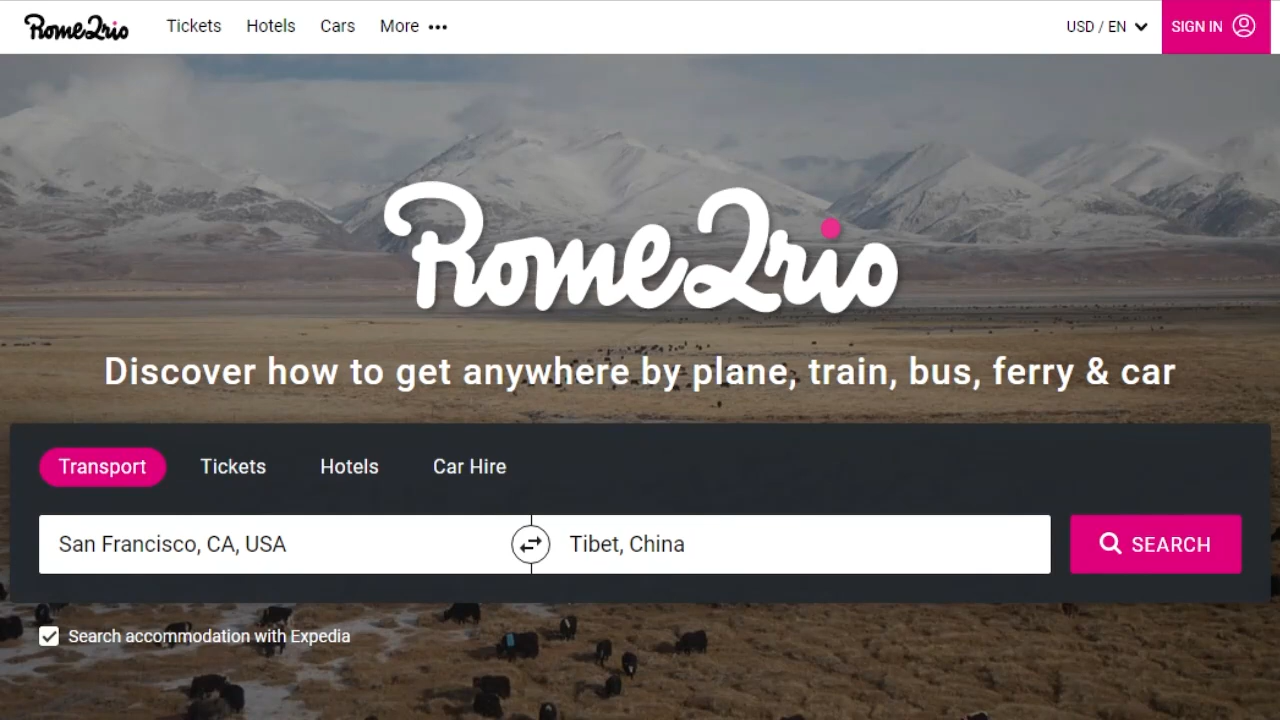 Rome2rio Tickets Hotels Cars More ••• USD / EN SIGN IN
Rome2rio
Discover how to get anywhere by plane, train, bus, ferry & car
Transport Tickets Hotels Car Hire
San Francisco, CA, USA Tibet, China SEARCH
Search accommodation with Expedia